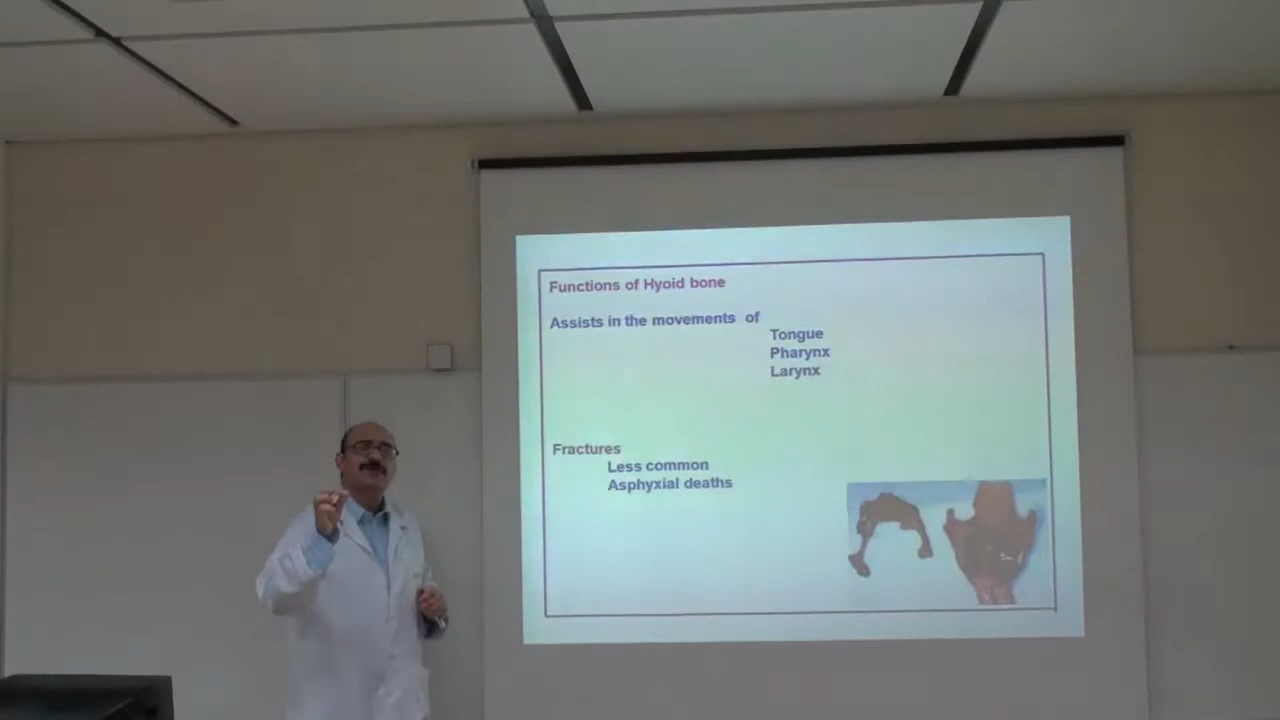 Functions of Hyoid bone
Assists in the movements of
Tongue
Pharynx
Larynx
Fractures
Less common
Asphyxial deaths